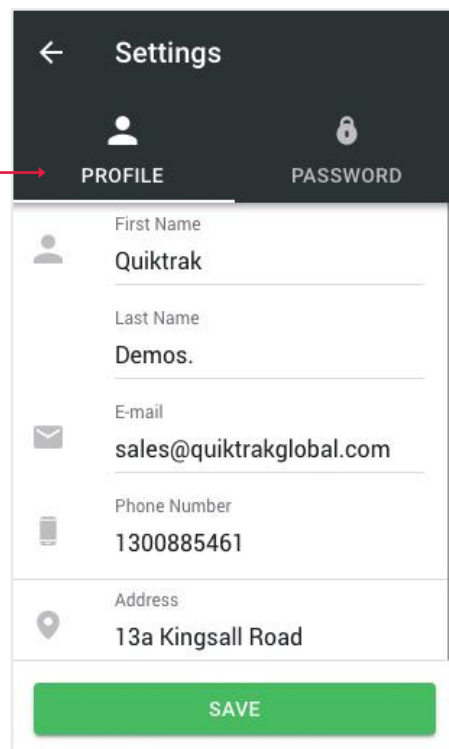 Settings
PROFILE PASSWORD
First Name
Quiktrak
Last Name
Demos.
E-mail
sales@quiktrakglobal.com
Phone Number
1300885461
Address
13a Kingsall Road
SAVE